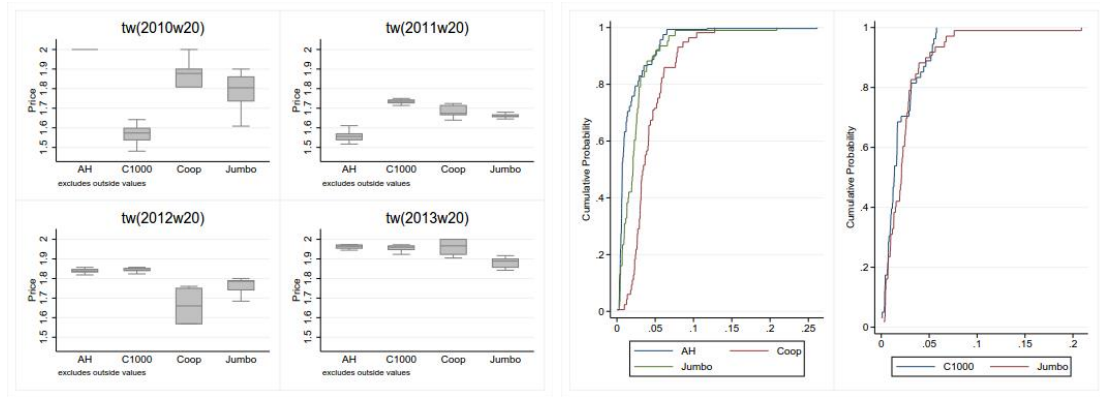 tw(2010w20)
Price
1.5 1.6 1.7 1.8 1.9 2
AH C1000 Coop Jumbo
excludes outside values
tw(2011w20)
Price
1.5 1.6 1.7 1.8 1.9 2
AH C1000 Coop Jumbo
excludes outside values
tw(2012w20)
Price
1.5 1.6 1.7 1.8 1.9 2
AH C1000 Coop Jumbo
excludes outside values
tw(2013w20)
Price
1.5 1.6 1.7 1.8 1.9 2
AH C1000 Coop Jumbo
excludes outside values
Cumulative Probability
0 .2 .4 .6 .8 1
0 .05 .1 .15 .2 .25
AH Coop
Jumbo
Cumulative Probability
0 .2 .4 .6 .8 1
0 .05 .1 .15 .2
C1000 Jumbo